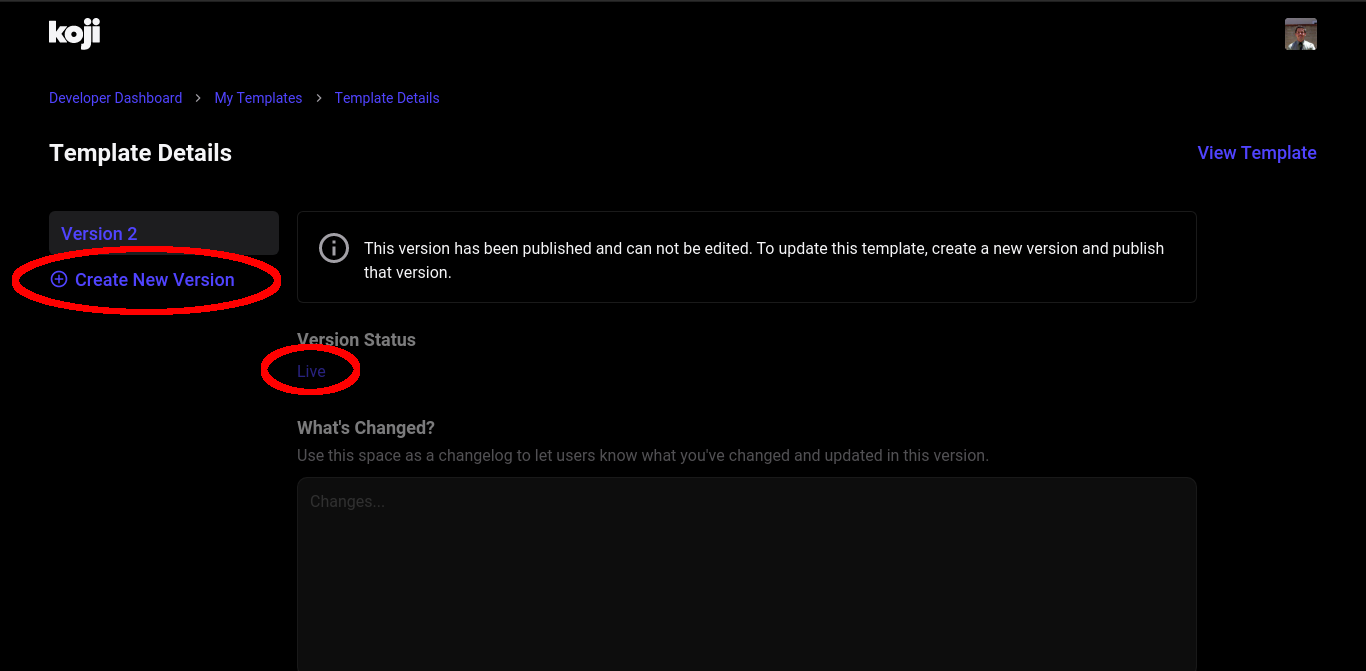 koji
Developer Dashboard > My Templates > Template Details
Template Details
View Template
Version 2
Create New Version
This version has been published and can not be edited. To update this template, create a new version and publish
that version.
Version Status
Live
What's Changed?
Use this space as a changelog to let users know what you've changed and updated in this version.
Changes...